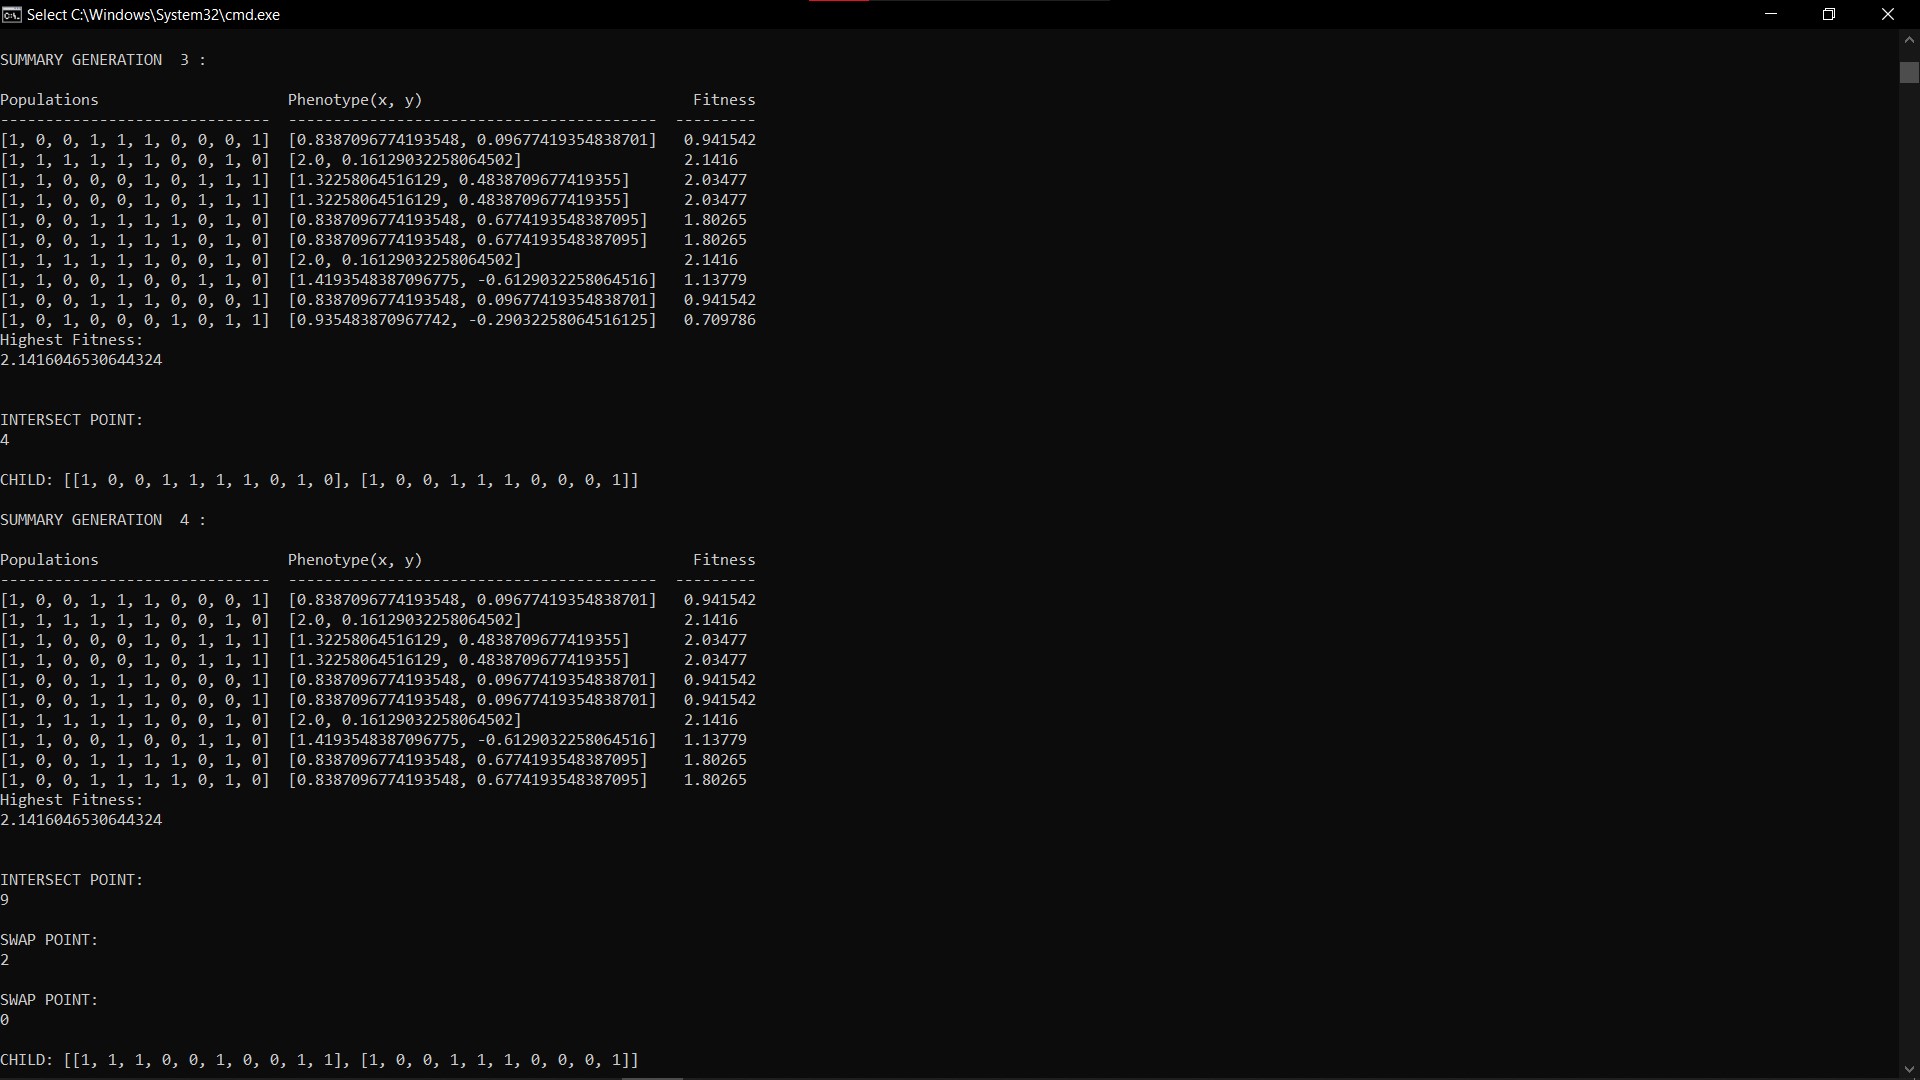 Select C:\Windows\System32\cmd.exe
SUMMARY GENERATION  3 :
Populations                     Phenotype(x, y)                              Fitness
------------------------------  -----------------------------------------  ---------
[1, 0, 0, 1, 1, 1, 0, 0, 0, 1]  [0.8387096774193548, 0.09677419354838701]   0.941542
[1, 1, 1, 1, 1, 1, 0, 0, 1, 0]  [2.0, 0.16129032258064502]                  2.1416
[1, 1, 0, 0, 0, 1, 0, 1, 1, 1]  [1.32258064516129, 0.4838709677419355]      2.03477
[1, 1, 0, 0, 0, 1, 0, 1, 1, 1]  [1.32258064516129, 0.4838709677419355]      2.03477
[1, 0, 0, 1, 1, 1, 1, 0, 1, 0]  [0.8387096774193548, 0.6774193548387095]    1.80265
[1, 0, 0, 1, 1, 1, 1, 0, 1, 0]  [0.8387096774193548, 0.6774193548387095]    1.80265
[1, 1, 1, 1, 1, 1, 0, 0, 1, 0]  [2.0, 0.16129032258064502]                  2.1416
[1, 1, 0, 0, 1, 0, 0, 1, 1, 0]  [1.4193548387096775, -0.6129032258064516]   1.13779
[1, 0, 0, 1, 1, 1, 0, 0, 0, 1]  [0.8387096774193548, 0.09677419354838701]   0.941542
[1, 0, 1, 0, 0, 0, 1, 0, 1, 1]  [0.935483870967742, -0.29032258064516125]   0.709786
Highest Fitness:
2.1416046530644324
INTERSECT POINT:
4
CHILD: [[1, 0, 0, 1, 1, 1, 1, 0, 1, 0], [1, 0, 0, 1, 1, 1, 0, 0, 0, 1]]
SUMMARY GENERATION  4 :
Populations                     Phenotype(x, y)                              Fitness
------------------------------  -----------------------------------------  ---------
[1, 0, 0, 1, 1, 1, 0, 0, 0, 1]  [0.8387096774193548, 0.09677419354838701]   0.941542
[1, 1, 1, 1, 1, 1, 0, 0, 1, 0]  [2.0, 0.16129032258064502]                  2.1416
[1, 1, 0, 0, 0, 1, 0, 1, 1, 1]  [1.32258064516129, 0.4838709677419355]      2.03477
[1, 1, 0, 0, 0, 1, 0, 1, 1, 1]  [1.32258064516129, 0.4838709677419355]      2.03477
[1, 0, 0, 1, 1, 1, 0, 0, 0, 1]  [0.8387096774193548, 0.09677419354838701]   0.941542
[1, 0, 0, 1, 1, 1, 0, 0, 0, 1]  [0.8387096774193548, 0.09677419354838701]   0.941542
[1, 1, 1, 1, 1, 1, 0, 0, 1, 0]  [2.0, 0.16129032258064502]                  2.1416
[1, 1, 0, 0, 1, 0, 0, 1, 1, 0]  [1.4193548387096775, -0.6129032258064516]   1.13779
[1, 0, 0, 1, 1, 1, 1, 0, 1, 0]  [0.8387096774193548, 0.6774193548387095]    1.80265
[1, 0, 0, 1, 1, 1, 1, 0, 1, 0]  [0.8387096774193548, 0.6774193548387095]    1.80265
Highest Fitness:
2.1416046530644324
INTERSECT POINT:
9
SWAP POINT:
2
SWAP POINT:
0
CHILD: [[1, 1, 1, 0, 0, 1, 0, 0, 1, 1], [1, 0, 0, 1, 1, 1, 0, 0, 0, 1]]